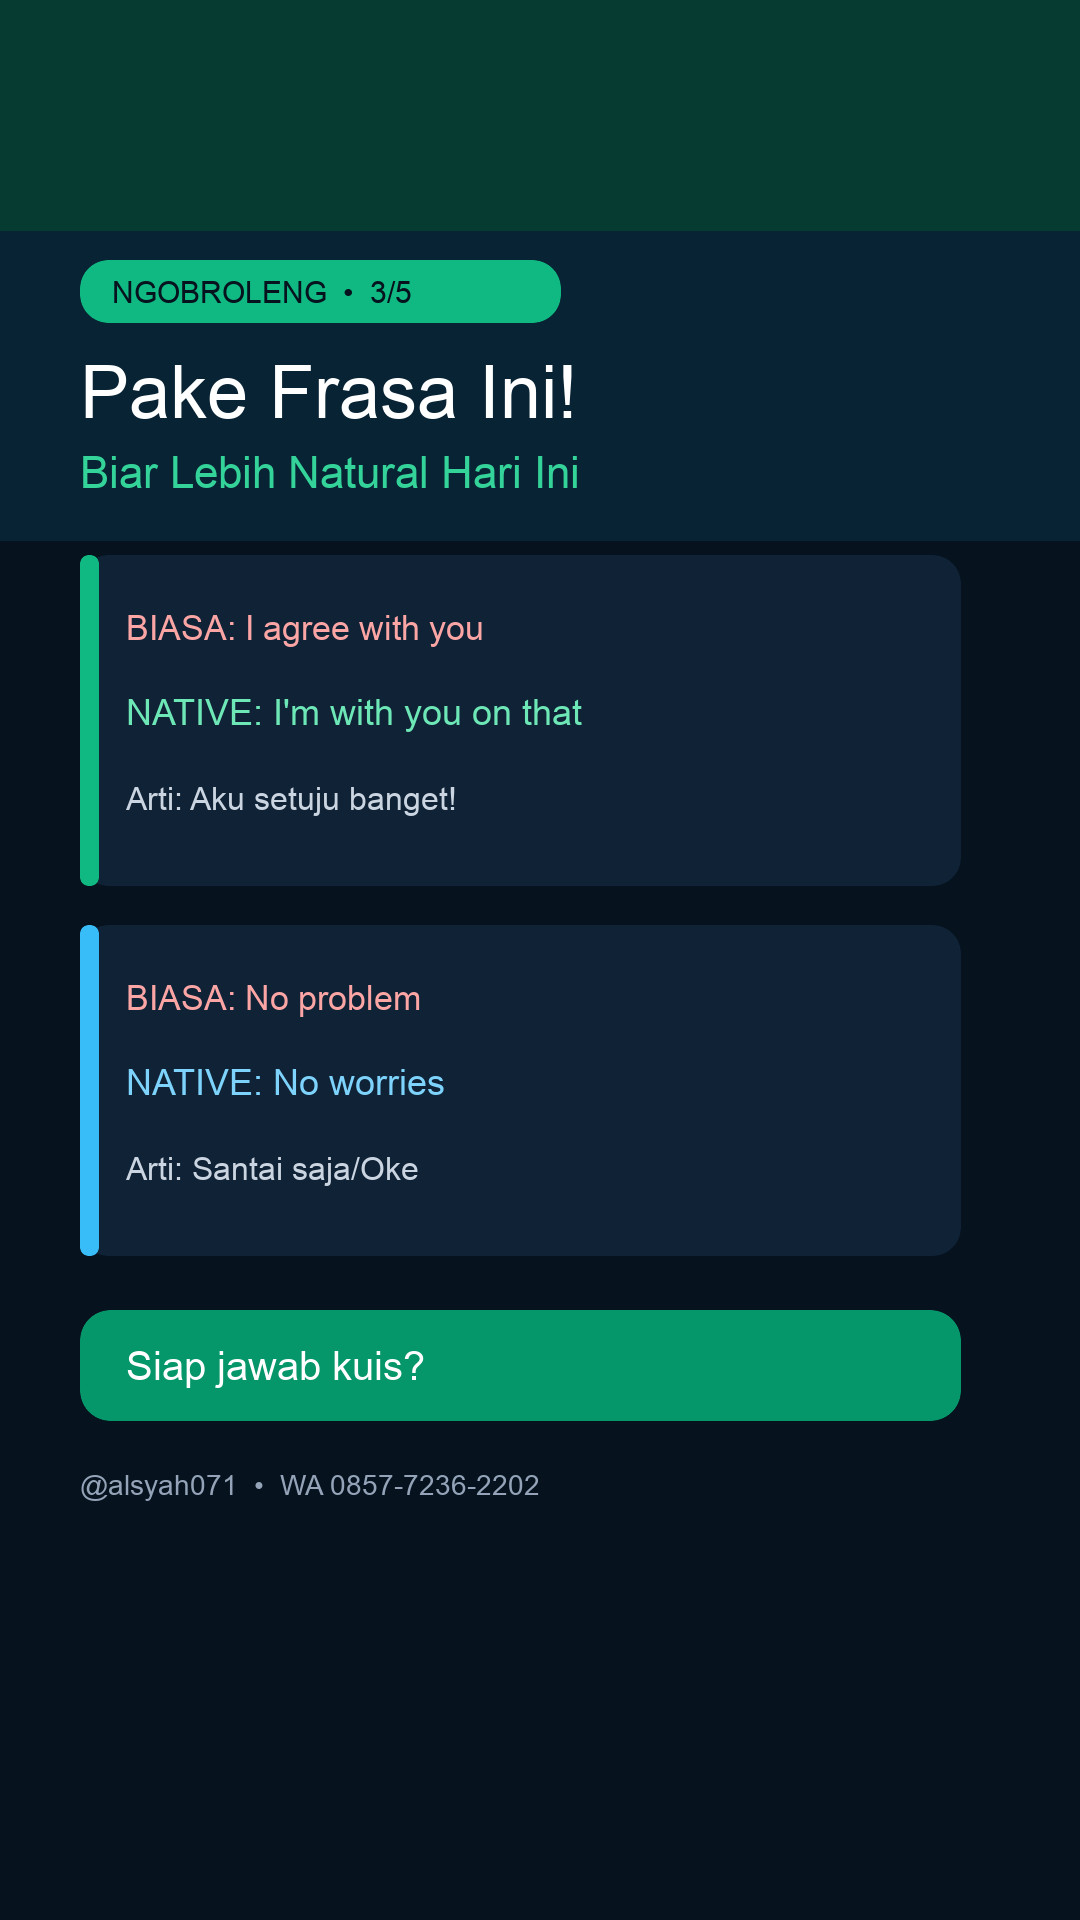 NGOBROLENG • 3/5
Pake Frasa Ini!
Biar Lebih Natural Hari Ini
BIASA: I agree with you
NATIVE: I'm with you on that
Arti: Aku setuju banget!
BIASA: No problem
NATIVE: No worries
Arti: Santai saja/Oke
Siap jawab kuis?
@alsyah071 • WA 0857-7236-2202